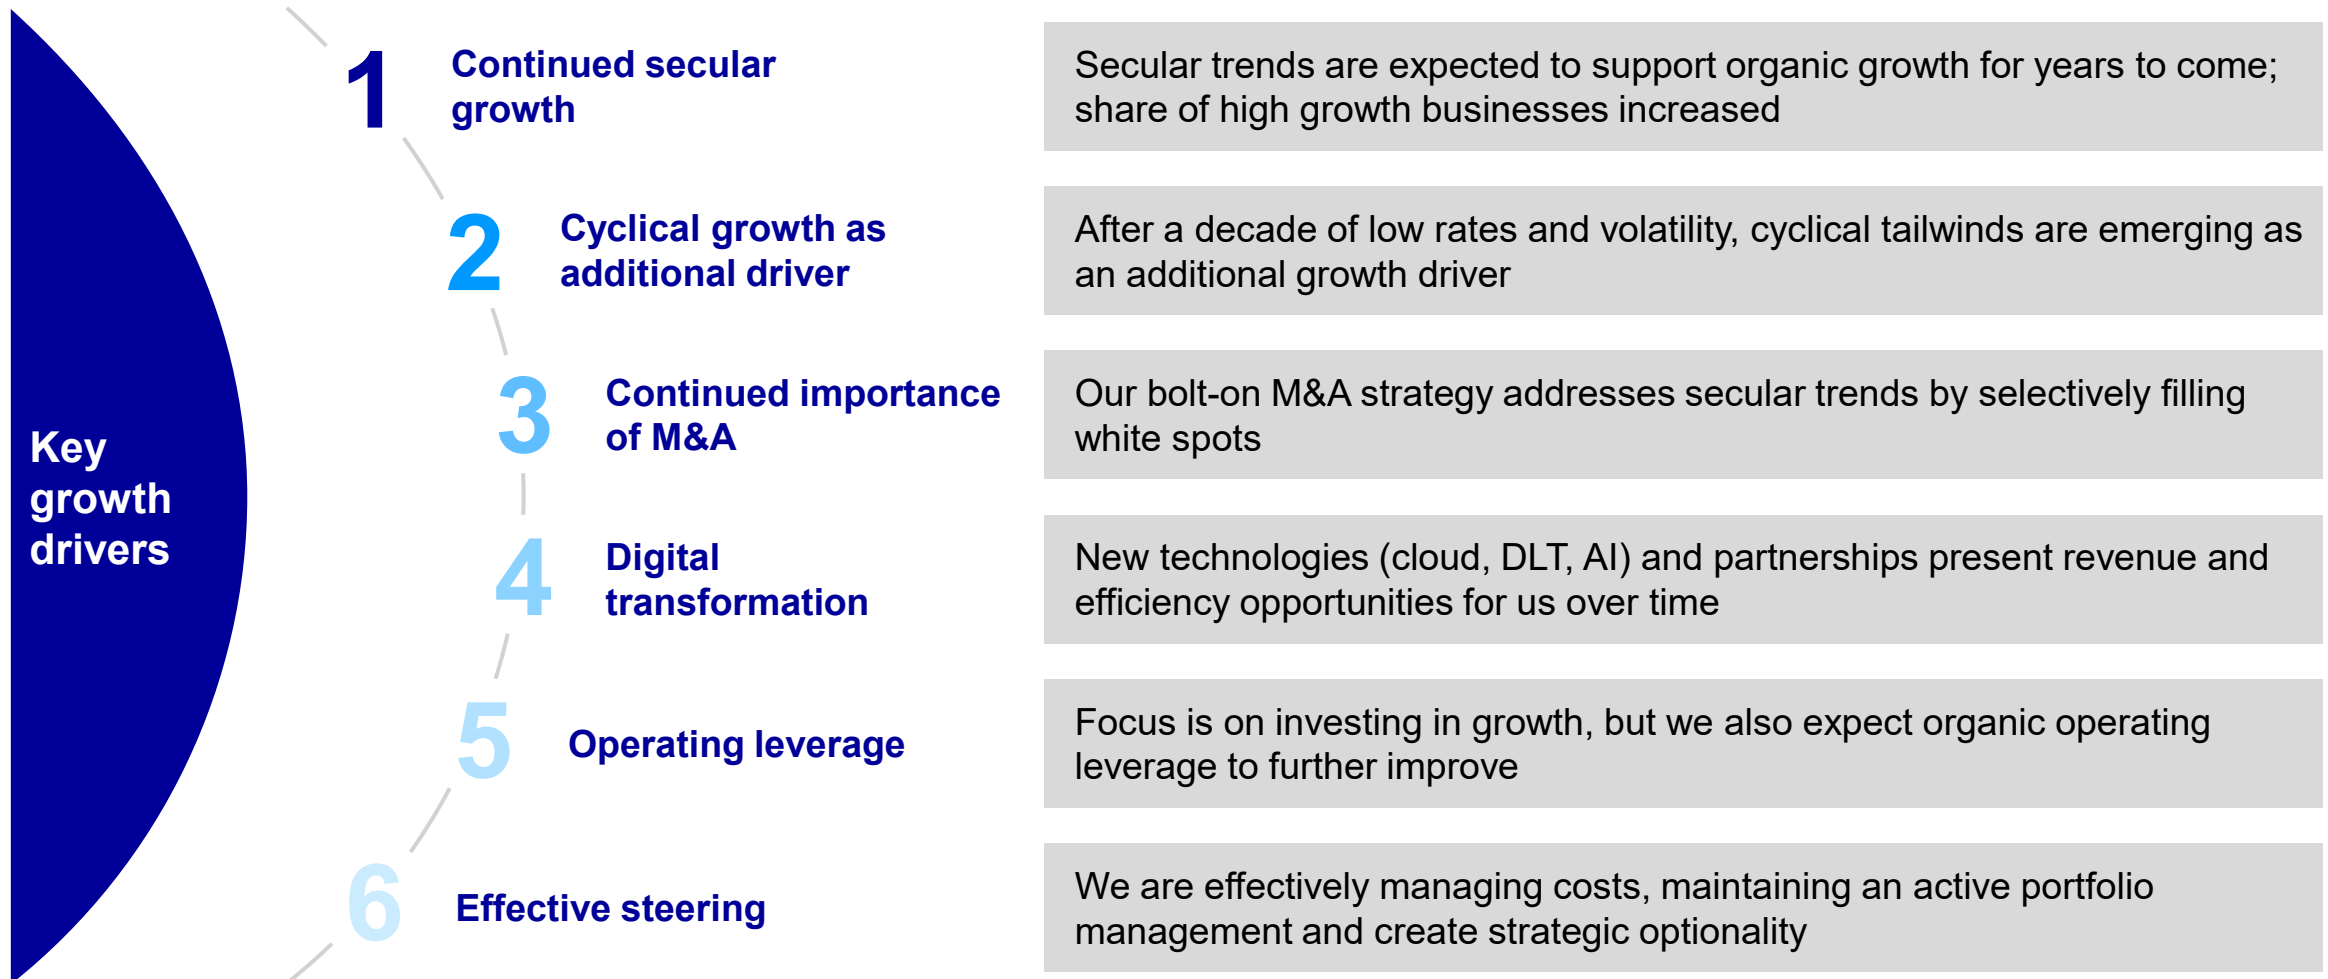 Key
growth
drivers
1
Continued secular
growth
Secular trends are expected to support organic growth for years to come;
share of high growth businesses increased
2
Cyclical growth as
additional driver
After a decade of low rates and volatility, cyclical tailwinds are emerging as
an additional growth driver
3
Continued importance
of M&A
Our bolt-on M&A strategy addresses secular trends by selectively filling
white spots
4
Digital
transformation
New technologies (cloud, DLT, AI) and partnerships present revenue and
efficiency opportunities for us over time
5
Operating leverage
Focus is on investing in growth, but we also expect organic operating
leverage to further improve
6
Effective steering
We are effectively managing costs, maintaining an active portfolio
management and create strategic optionality